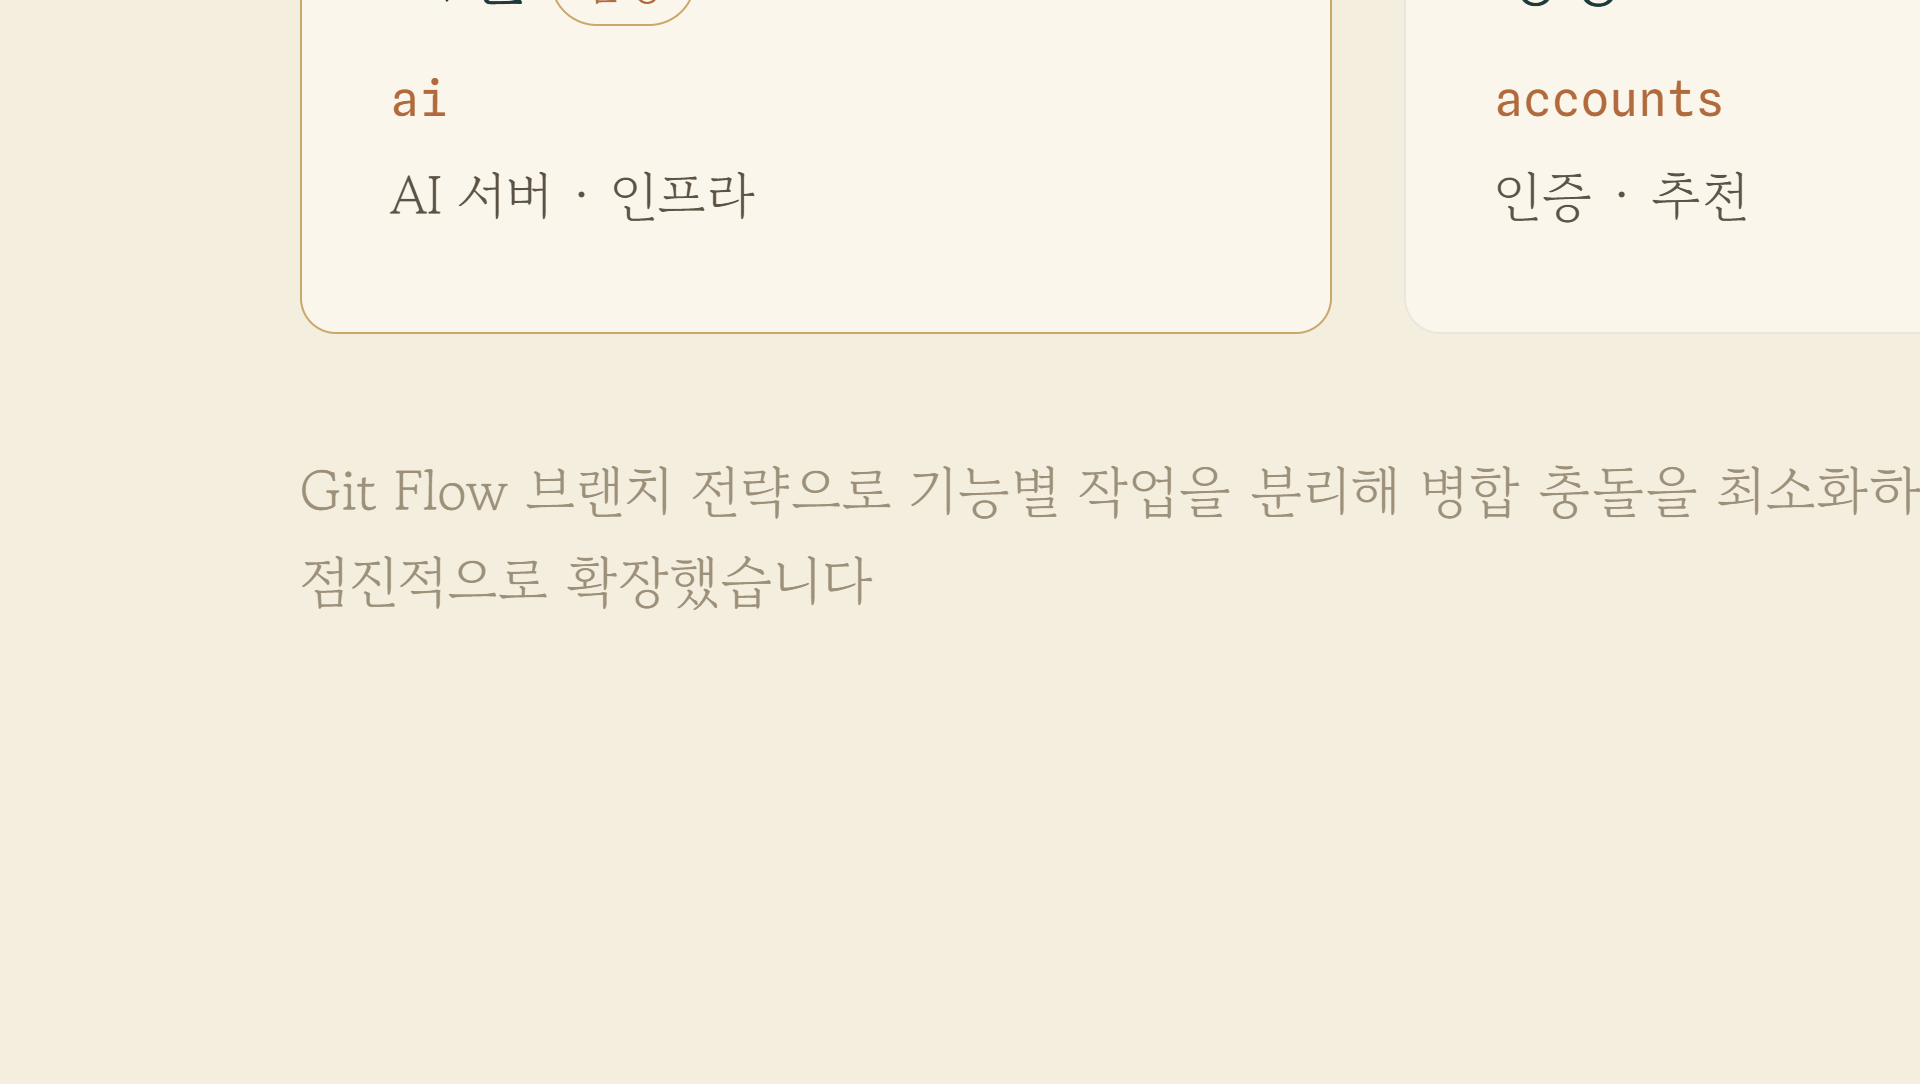 ai
accounts
AI 서버 · 인프라
인증 · 추천
Git Flow 브랜치 전략으로 기능별 작업을 분리해 병합 충돌을 최소화하
점진적으로 확장했습니다